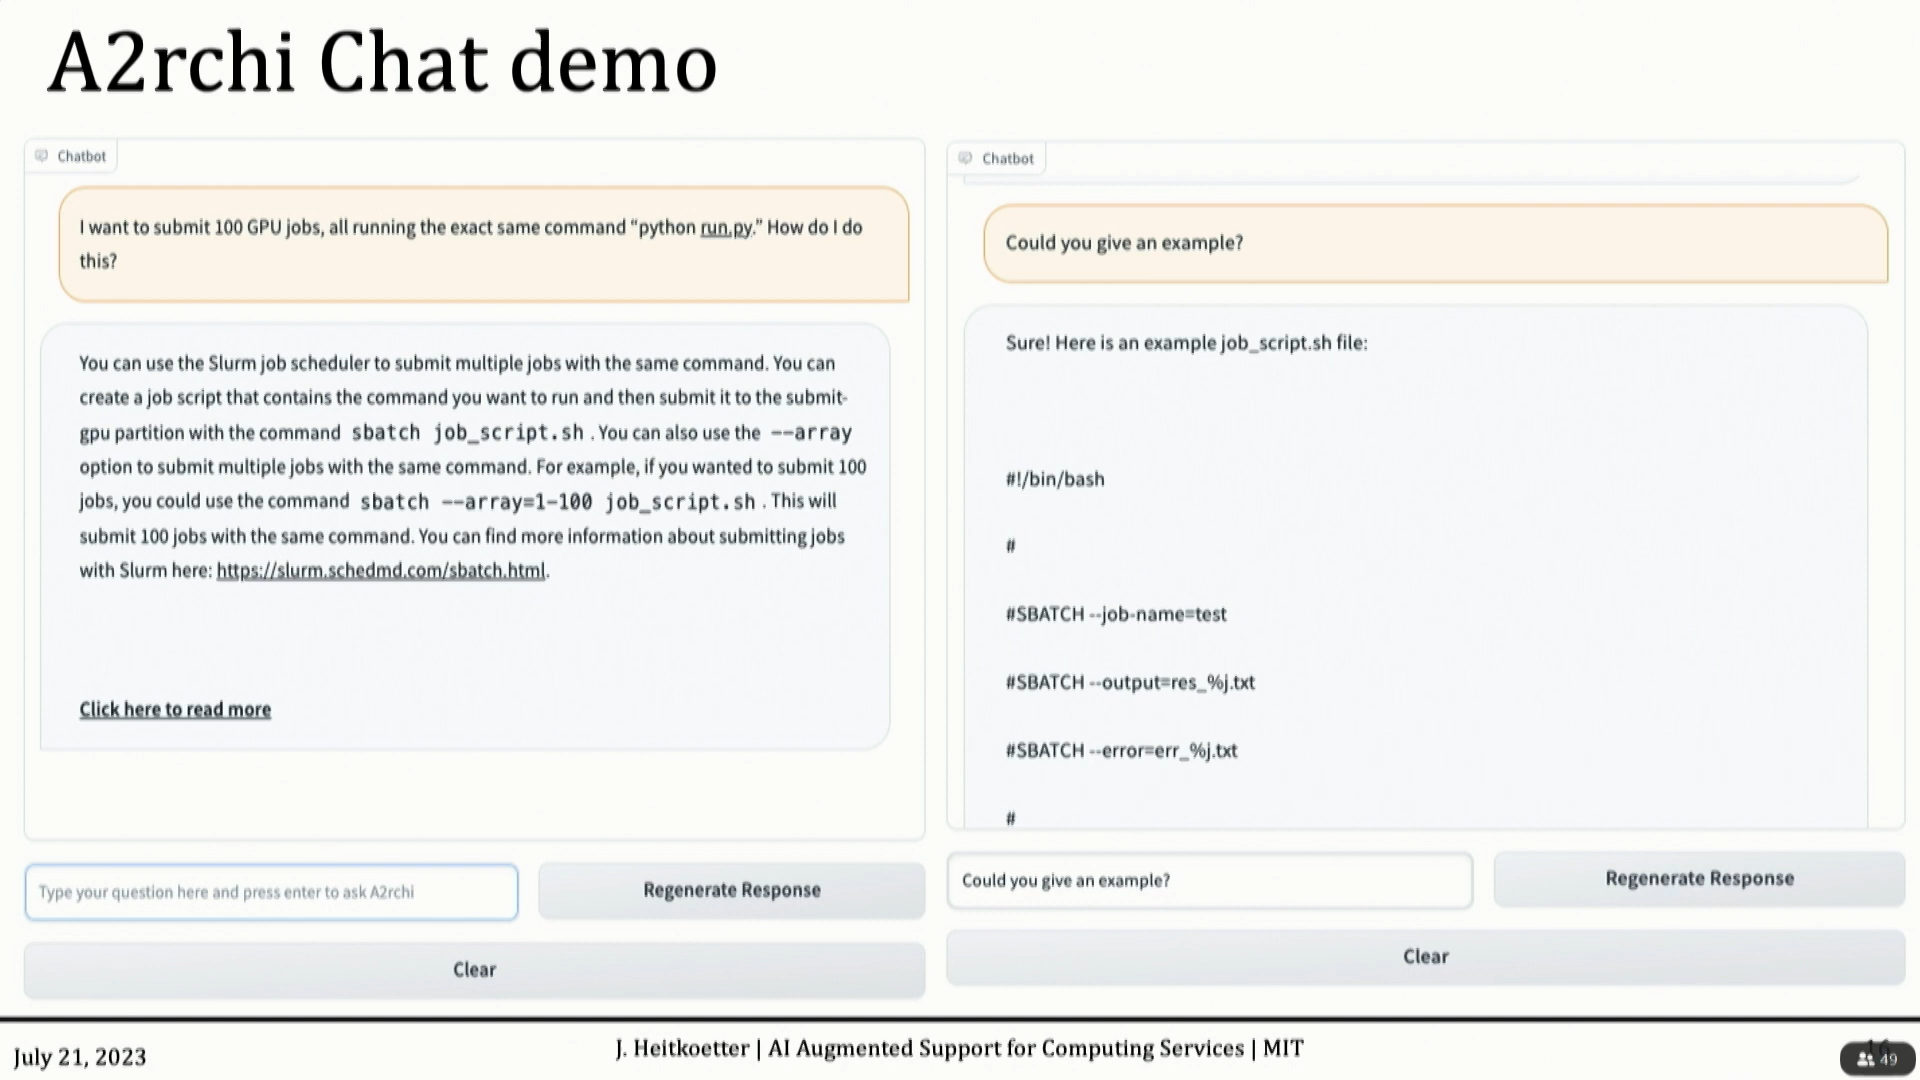 A2rchi Chat demo
Chatbot
I want to submit 100 GPU jobs, all running the exact same command “python run.py.” How do I do
this?
You can use the Slurm job scheduler to submit multiple jobs with the same command. You can
create a job script that contains the command you want to run and then submit it to the submit-
gpu partition with the command sbatch job_script.sh . You can also use the --array
option to submit multiple jobs with the same command. For example, if you wanted to submit 100
jobs, you could use the command sbatch --array=1-100 job_script.sh . This will
submit 100 jobs with the same command. You can find more information about submitting jobs
with Slurm here: https://slurm.schedmd.com/sbatch.html.
Click here to read more
Type your question here and press enter to ask A2rchi
Regenerate Response
Clear
Chatbot
Could you give an example?
Sure! Here is an example job_script.sh file:
#!/bin/bash
#
#SBATCH --job-name=test
#SBATCH --output=res_%j.txt
#SBATCH --error=err_%j.txt
#
Could you give an example?
Regenerate Response
Clear
July 21, 2023
J. Heitkoetter | AI Augmented Support for Computing Services | MIT
49